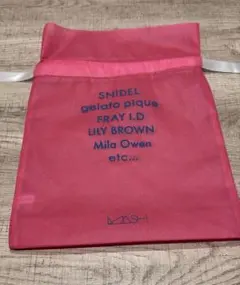 SNIDEL
gelato pique
FRAY I.D
LILY BROWN
Mila Owen
etc...